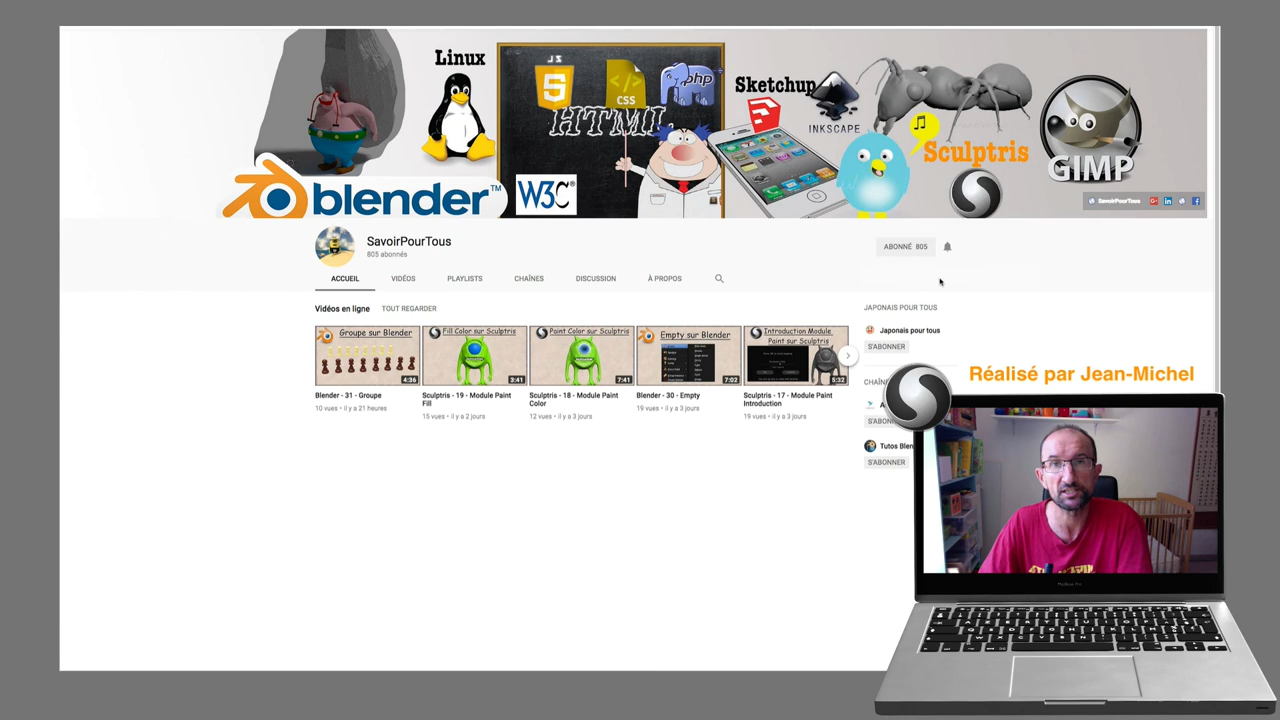 Linux
JS
CSS
php
HTML
Sketchup
INKSCAPE
Sculptris
GIMP
blender™
W3C®
SavoirPourTous
SavoirPourTous
805 abonnés
ABONNÉ 805
ACCUEIL
VIDÉOS
PLAYLISTS
CHAÎNES
DISCUSSION
À PROPOS
Vidéos en ligne
TOUT REGARDER
JAPONAIS POUR TOUS
Japonais pour tous
S'ABONNER
Groupe sur Blender
4:36
Fill Color sur Sculptris
3:41
Paint Color sur Sculptris
7:41
Empty sur Blender
7:02
Introduction Module
Paint sur Sculptris
5:32
Blender - 31 - Groupe
10 vues • il y a 21 heures
Sculptris - 19 - Module Paint
Fill
15 vues • il y a 2 jours
Sculptris - 18 - Module Paint
Color
12 vues • il y a 3 jours
Blender - 30 - Empty
19 vues • il y a 3 jours
Sculptris - 17 - Module Paint
Introduction
19 vues • il y a 3 jours
S'ABONNER
Tutos Blen
S'ABONNER
Réalisé par Jean-Michel
MacBook Pro